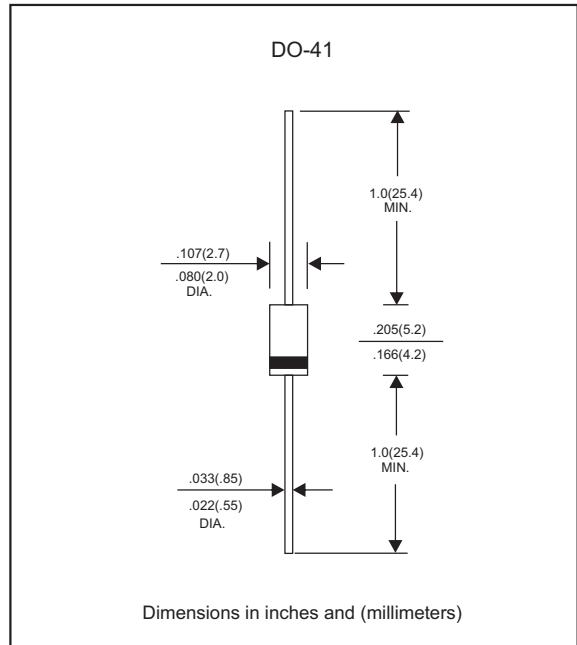 DO-41
1.0(25.4)
MIN.
.107(2.7)
.080(2.0)
DIA.
.205(5.2)
.166(4.2)
1.0(25.4)
MIN.
.033(.85)
.022(.55)
DIA.
Dimensions in inches and (millimeters)